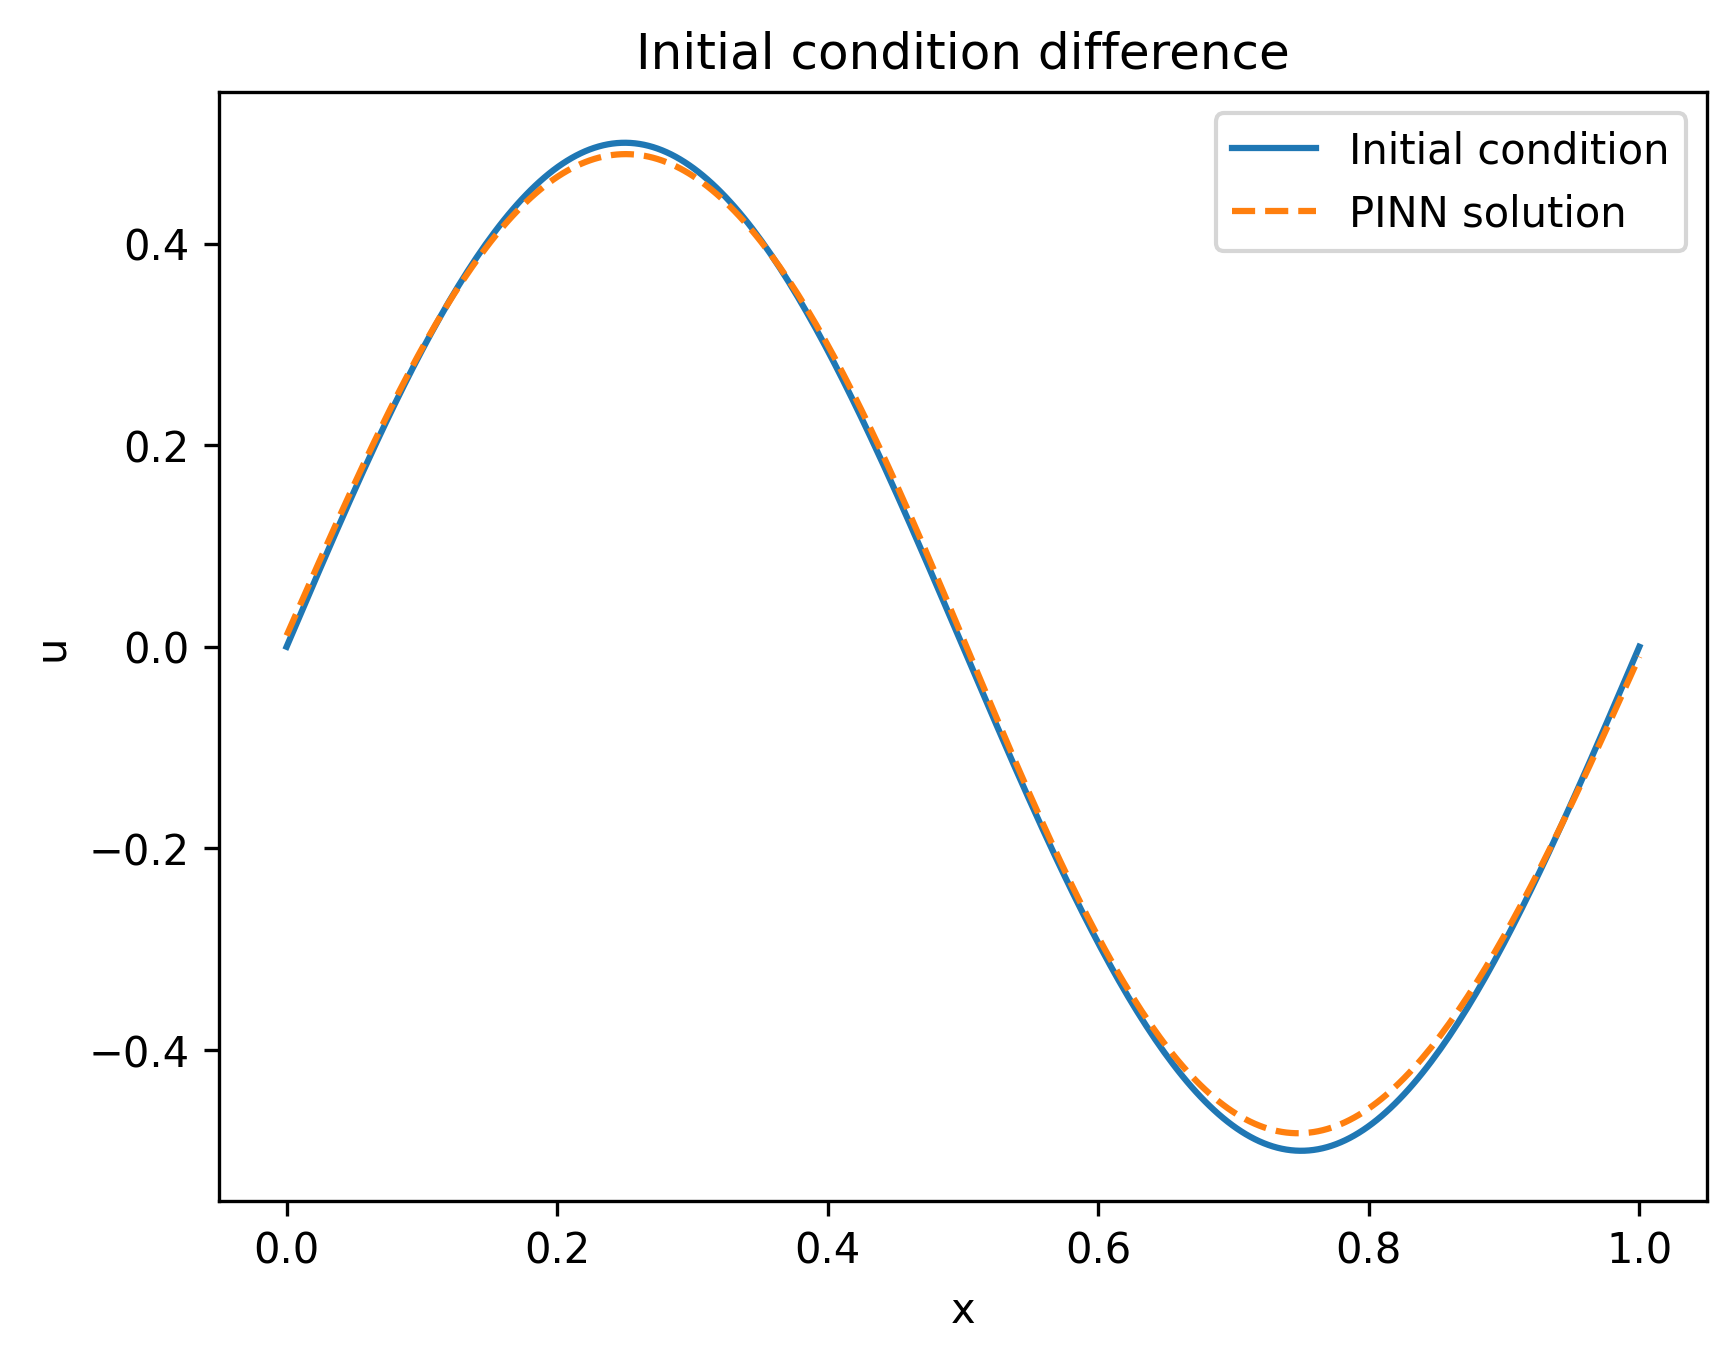 Initial condition difference
Initial condition
PINN solution
0.4
0.2
0.0
−0.2
−0.4
u
0.0 0.2 0.4 0.6 0.8 1.0
x